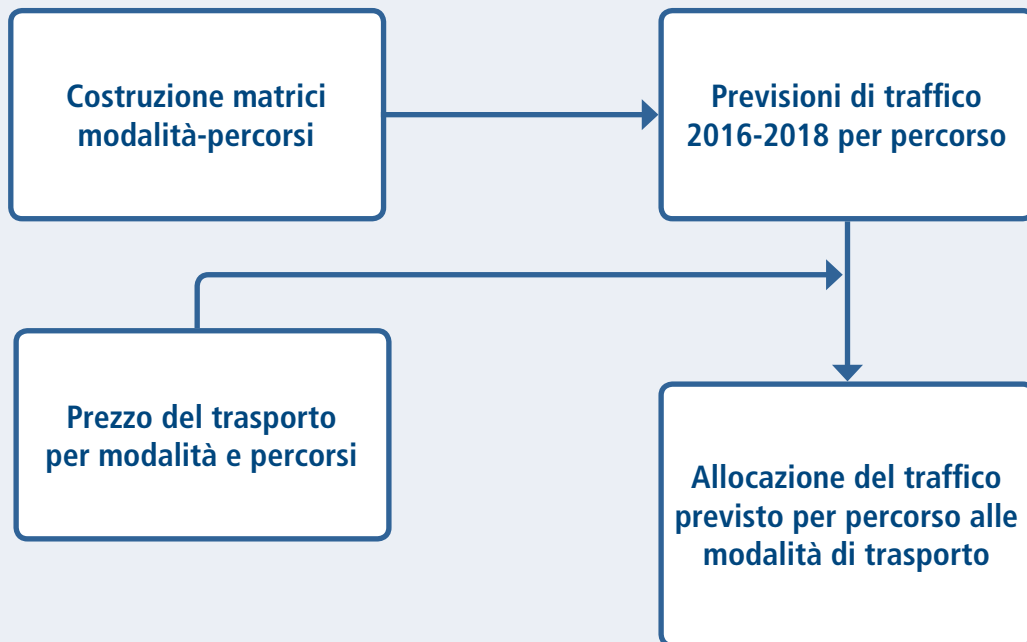 Costruzione matrici
modalità-percorsi
Previsioni di traffico
2016-2018 per percorso
Prezzo del trasporto
per modalità e percorsi
Allocazione del traffico
previsto per percorso alle
modalità di trasporto